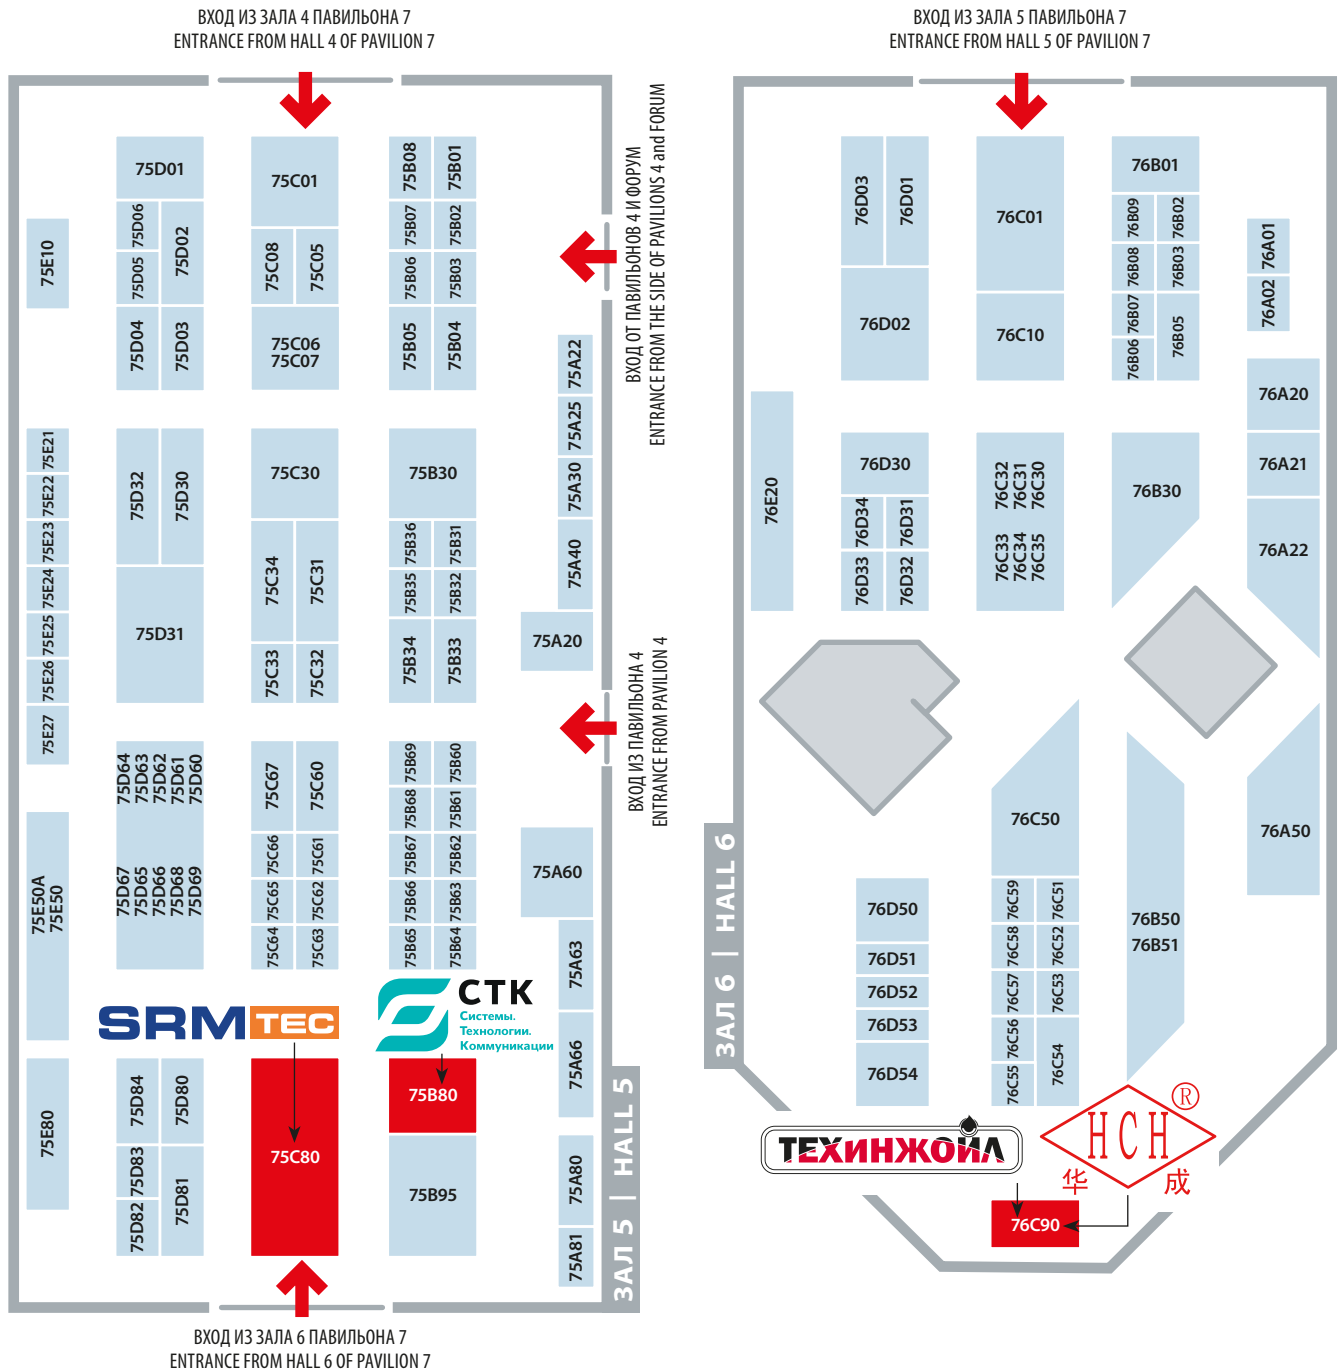 ВХОД ИЗ ЗАЛА 4 ПАВИЛЬОНА 7
ENTRANCE FROM HALL 4 OF PAVILION 7
75D01
75C01
75B08
75B01
75D06
75D02
75B07
75B02
75E10
75D05
75C08
75C05
75B06
75B03
75D04
75D03
75C06
75C07
75B05
75B04
75A22
75A25
75A30
75A40
75A20
75E21
75E22
75E23
75E24
75E25
75E26
75E27
75D32
75D30
75D31
75C30
75C34
75C31
75C33
75C32
75B30
75B36
75B31
75B35
75B32
75B34
75B33
75D64
75D63
75D62
75D61
75D60
75D67
75D65
75D66
75D68
75D69
75C67
75C60
75C66
75C61
75C65
75C62
75C64
75C63
75B69
75B60
75B68
75B61
75B67
75B62
75B66
75B63
75B65
75B64
75E50A
75E50
75A60
75A63
75A66
SRM TEC
СТК
Системы.
Технологии.
Коммуникации
75E80
75D84
75D80
75D83
75D81
75D82
75C80
75B80
75B95
75A80
75A81
ЗАЛ 5 | HALL 5
ВХОД ИЗ ЗАЛА 6 ПАВИЛЬОНА 7
ENTRANCE FROM HALL 6 OF PAVILION 7
ВХОД ОТ ПАВИЛЬОНОВ 4 И ФОРУМ
ENTRANCE FROM THE SIDE OF PAVILIONS 4 and FORUM
ВХОД ИЗ ПАВИЛЬОНА 4
ENTRANCE FROM PAVILION 4
ВХОД ИЗ ЗАЛА 5 ПАВИЛЬОНА 7
ENTRANCE FROM HALL 5 OF PAVILION 7
76D03
76D01
76C01
76B01
76B09
76B02
76B08
76B03
76A01
76A02
76D02
76C10
76B07
76B05
76B06
76A20
76A21
76A22
76E20
76D30
76D34
76D31
76D33
76D32
76C32
76C31
76C30
76C33
76C34
76C35
76B30
76C50
76A50
76B50
76B51
76D50
76D51
76D52
76D53
76D54
76C59
76C51
76C58
76C52
76C57
76C53
76C56
76C54
76C55
ЗАЛ 6 | HALL 6
ТЕХИНЖОЙЛ
HCH
®
华 成
76C90